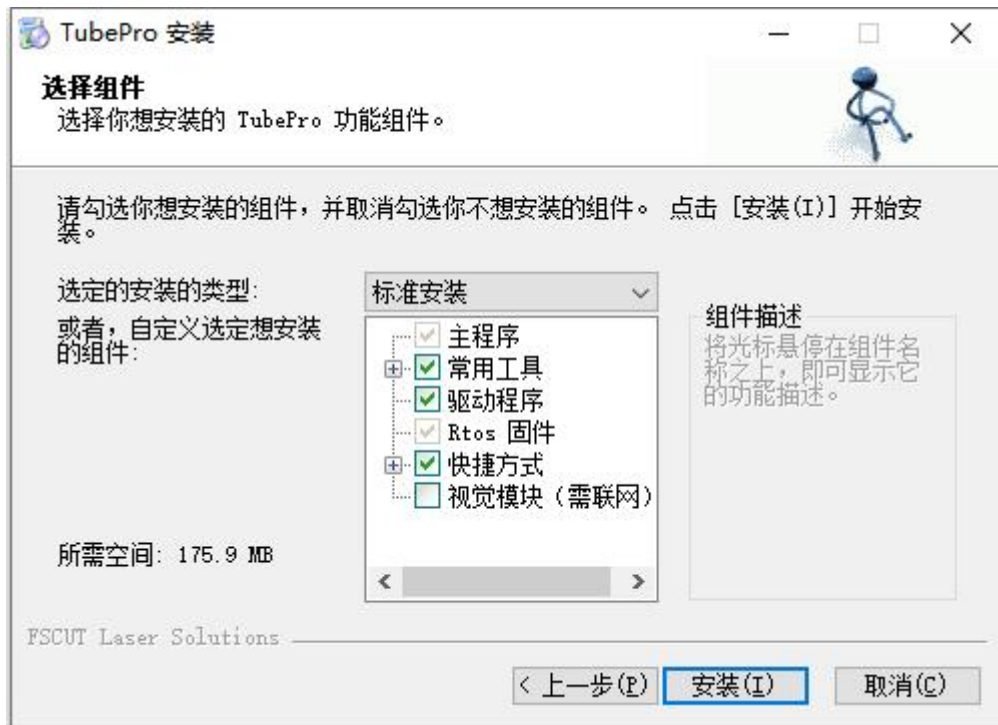 TubePro 安装
选择组件
选择你想安装的 TubePro 功能组件。
请勾选你想安装的组件，并取消勾选你不想安装的组件。 点击 [安装(I)] 开始安
装。
选定的安装的类型:
标准安装
或者，自定义选定想安装
的组件:
主程序
常用工具
驱动程序
Rtos 固件
快捷方式
视觉模块（需联网）
组件描述
将光标悬停在组件名
称之上，即可显示它
的功能描述。
所需空间: 175.9 MB
FSCUT Laser Solutions
< 上一步(P)
安装(I)
取消(C)